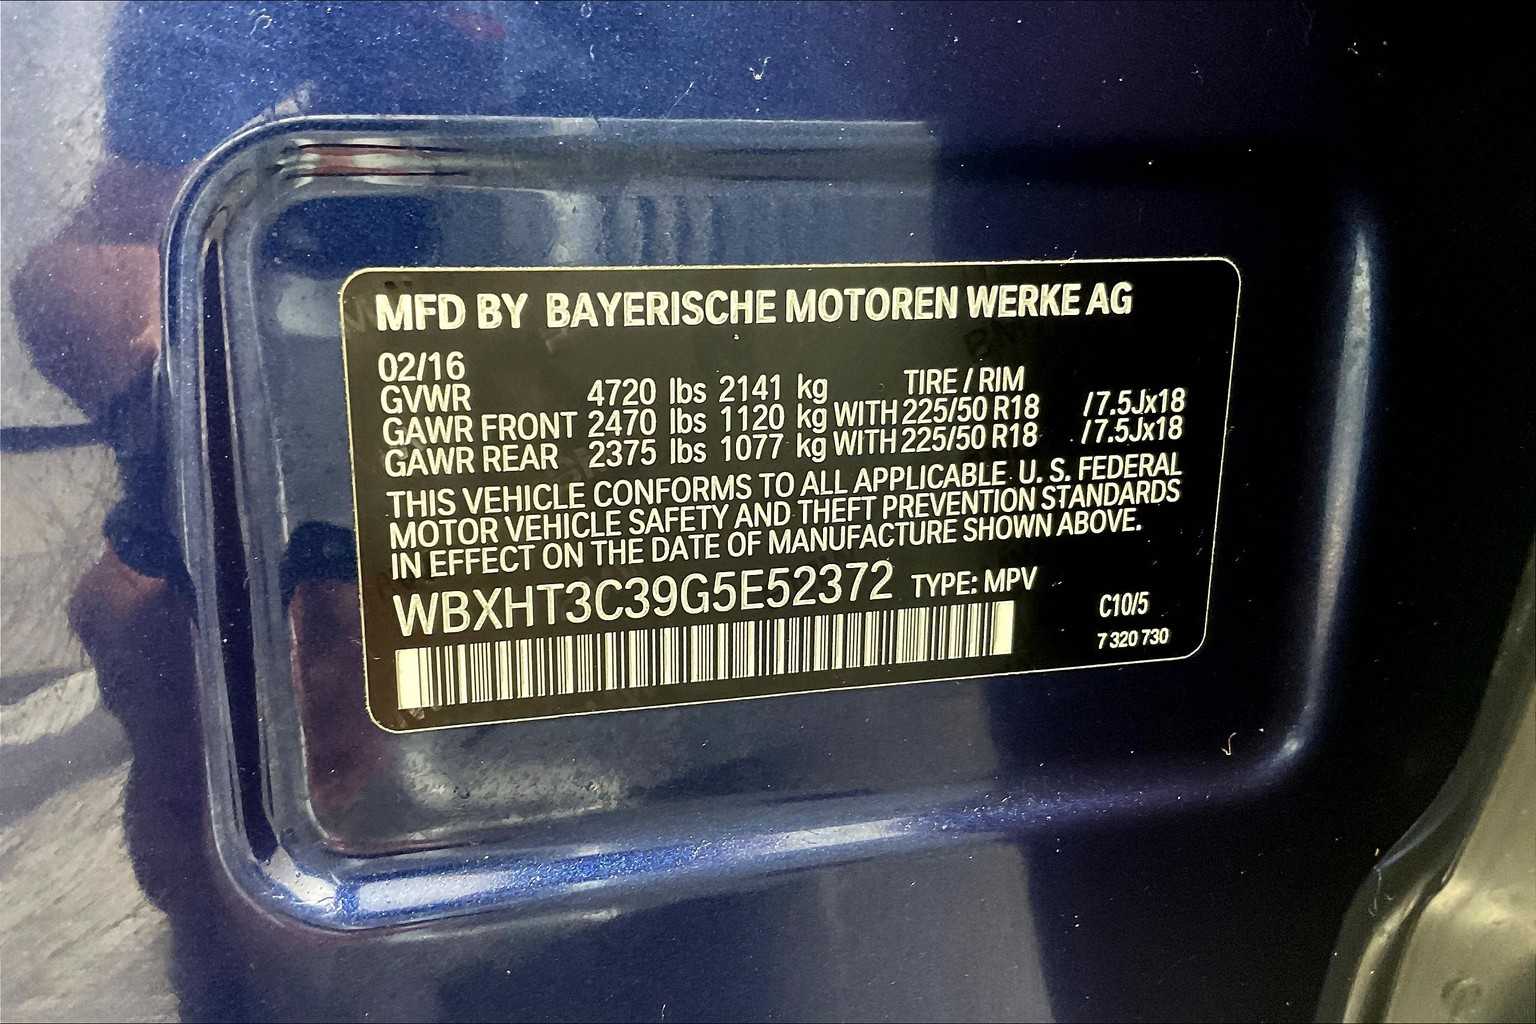 MFD BY BAYERISCHE MOTOREN WERKE AG
02/16
GVWR 4720 lbs 2141 kg TIRE / RIM
GAWR FRONT 2470 lbs 1120 kg WITH 225/50 R18 /7.5Jx18
GAWR REAR 2375 lbs 1077 kg WITH 225/50 R18 /7.5Jx18
THIS VEHICLE CONFORMS TO ALL APPLICABLE U. S. FEDERAL
MOTOR VEHICLE SAFETY AND THEFT PREVENTION STANDARDS
IN EFFECT ON THE DATE OF MANUFACTURE SHOWN ABOVE.
WBXHT3C39G5E52372 TYPE: MPV
C10/5
7 320 730